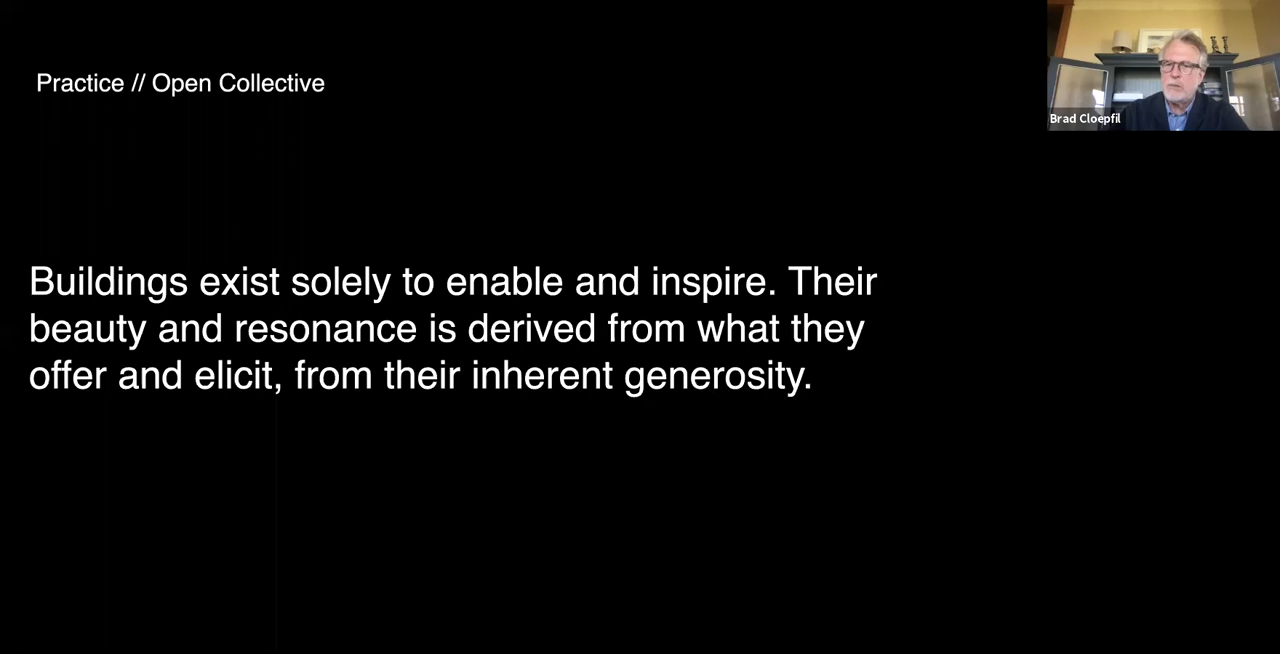 Practice // Open Collective
Brad Cloepfil
Buildings exist solely to enable and inspire. Their
beauty and resonance is derived from what they
offer and elicit, from their inherent generosity.